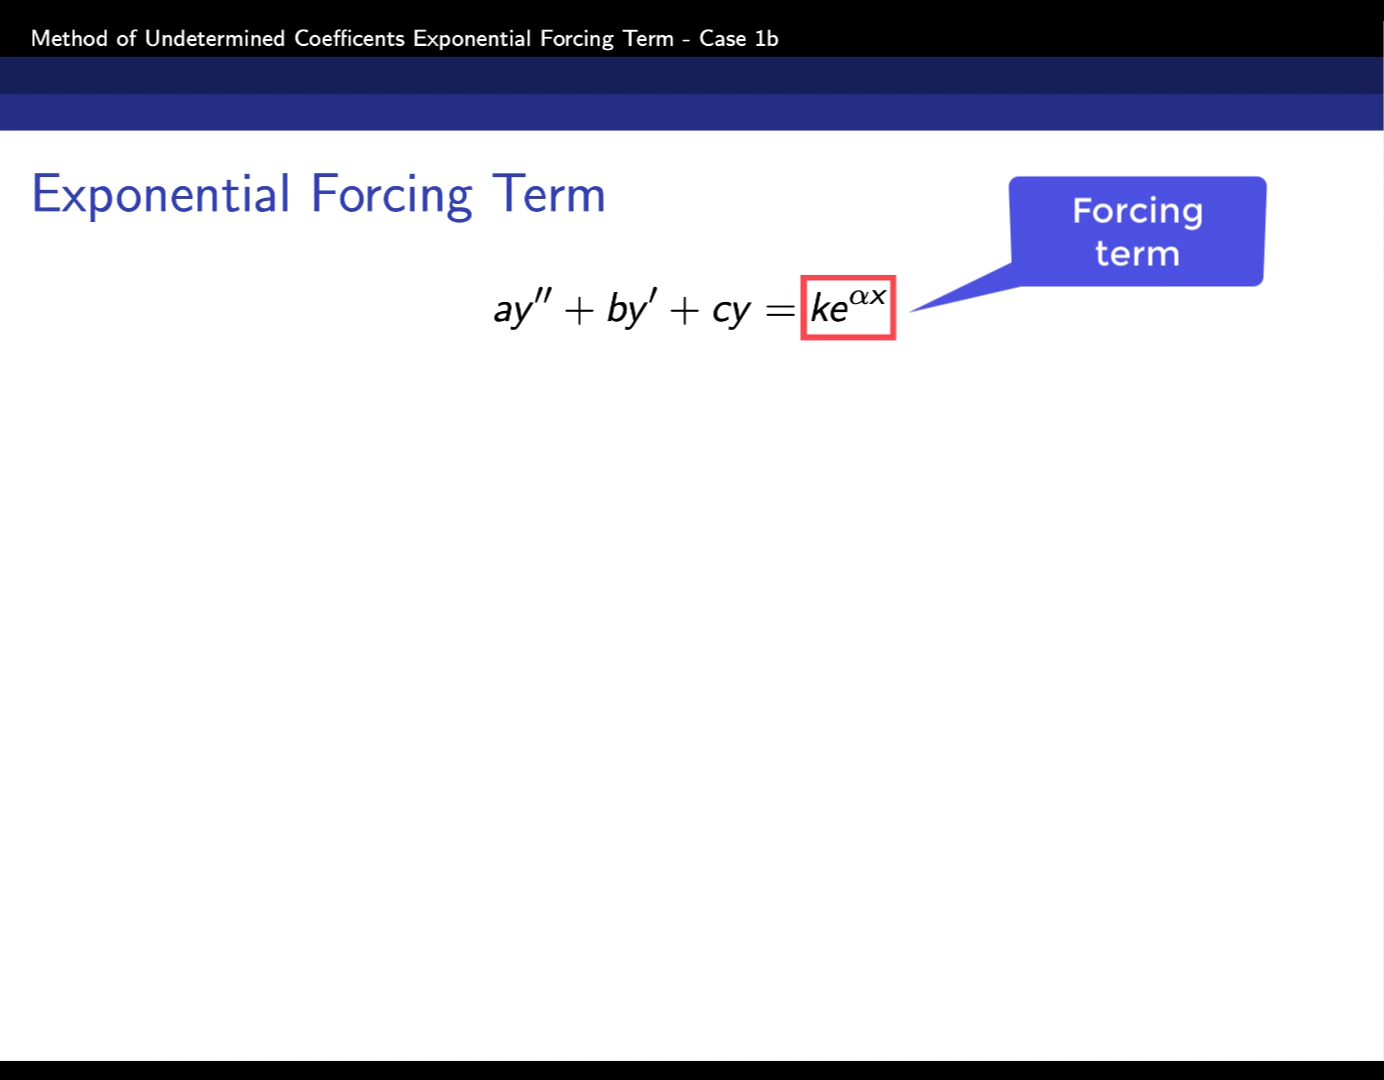 Method of Undetermined Coefficents Exponential Forcing Term - Case 1b
Exponential Forcing Term
Forcing
term
ay″ + by′ + cy = ke^{αx}